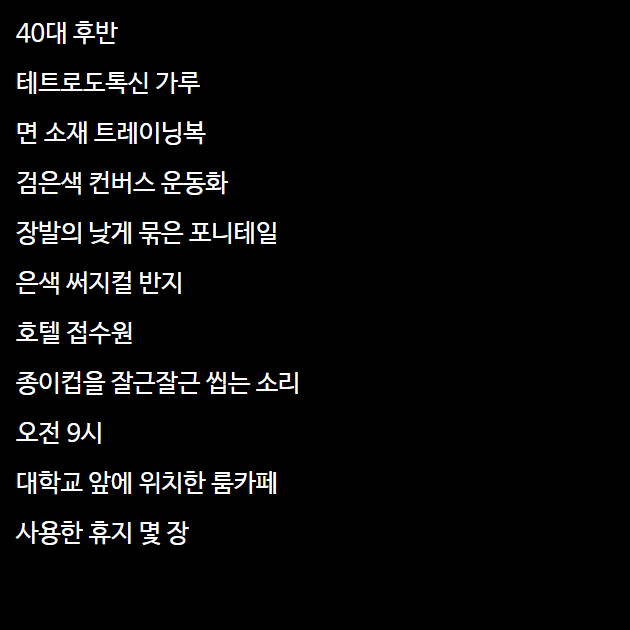 40대 후반
테트로도톡신 가루
면 소재 트레이닝복
검은색 컨버스 운동화
장발의 낮게 묶은 포니테일
은색 써지컬 반지
호텔 접수원
종이컵을 잘근잘근 씹는 소리
오전 9시
대학교 앞에 위치한 룸카페
사용한 휴지 몇 장